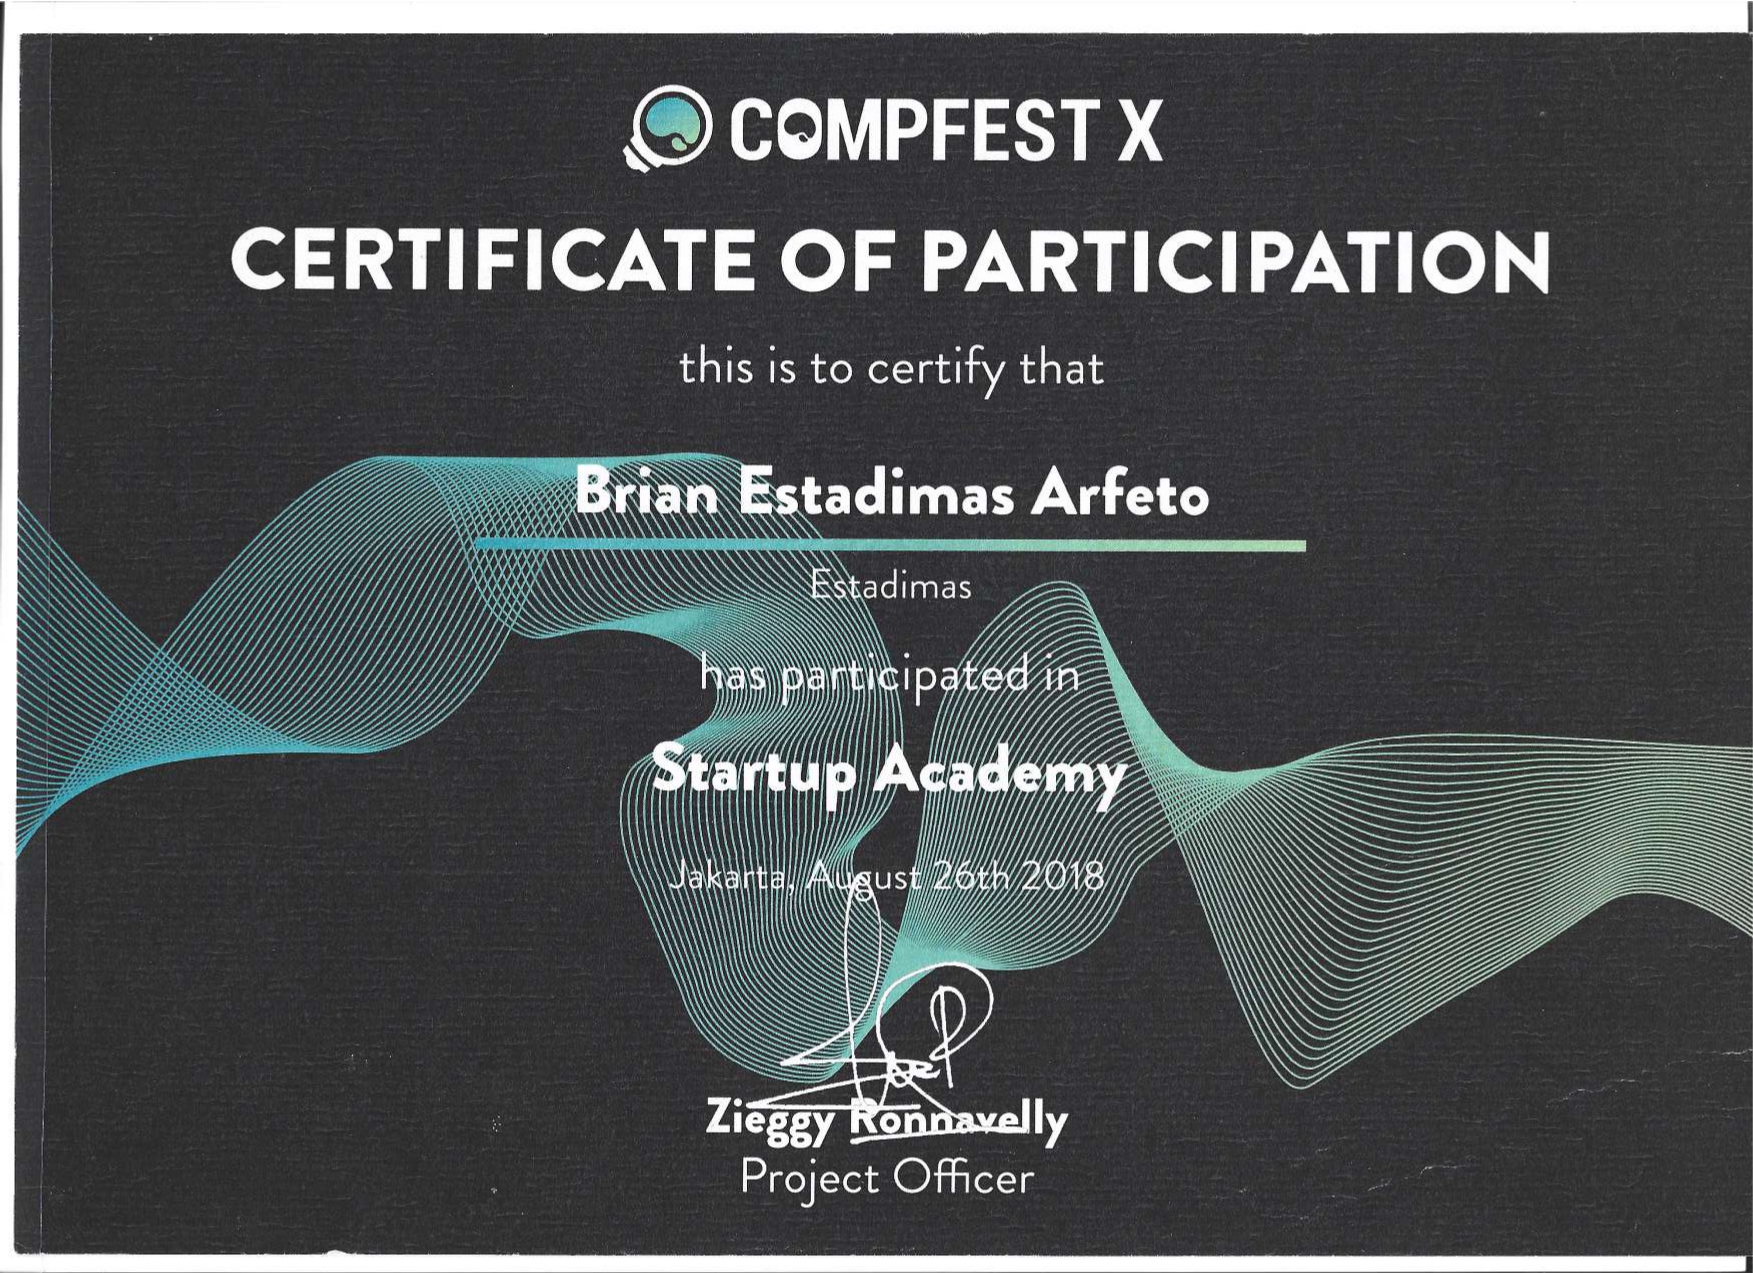 COMPFEST X
CERTIFICATE OF PARTICIPATION
this is to certify that
Brian Estadimas Arfeto
Estadimas
has participated in
Startup Academy
Jakarta, August 26th 2018
Zieggy Ronnavelly
Project Officer